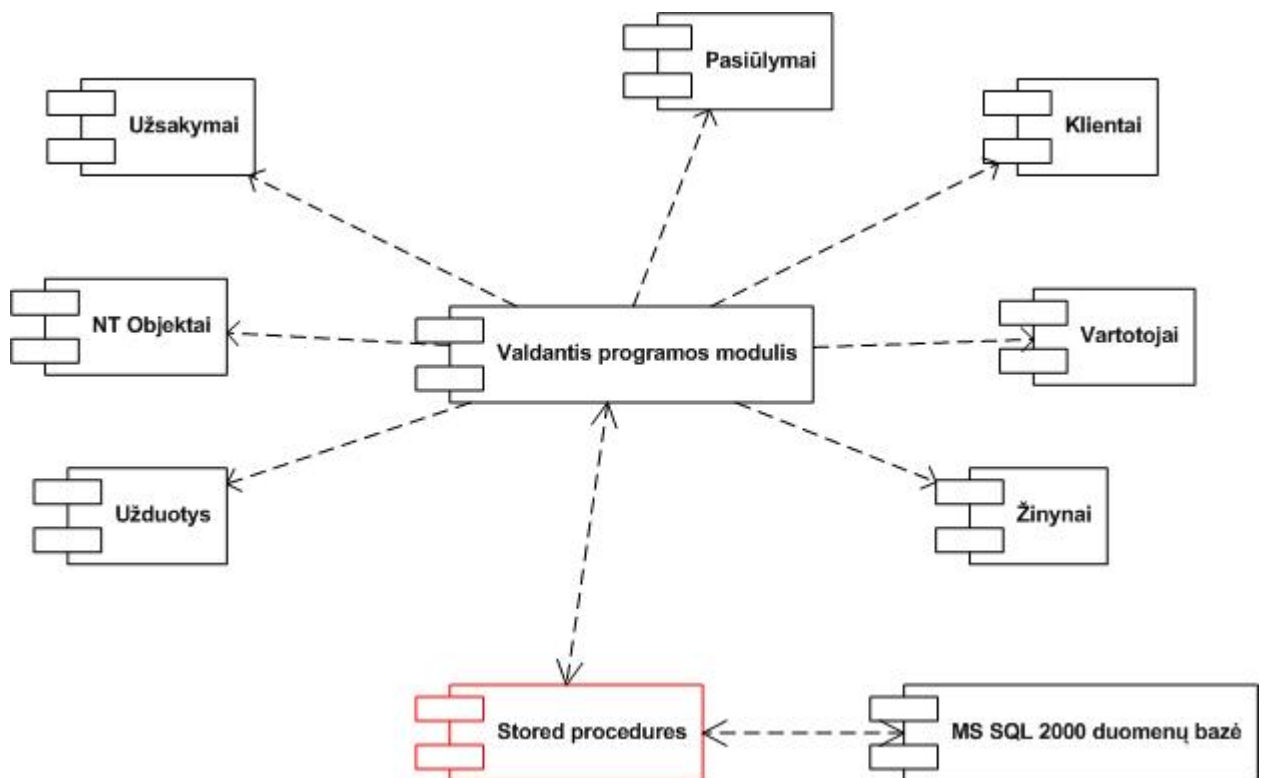 Pasiūlymai
Užsakymai
Klientai
NT Objektai
Valdantis programos modulis
Vartotojai
Užduotys
Žinynai
Stored procedures
MS SQL 2000 duomenų bazė